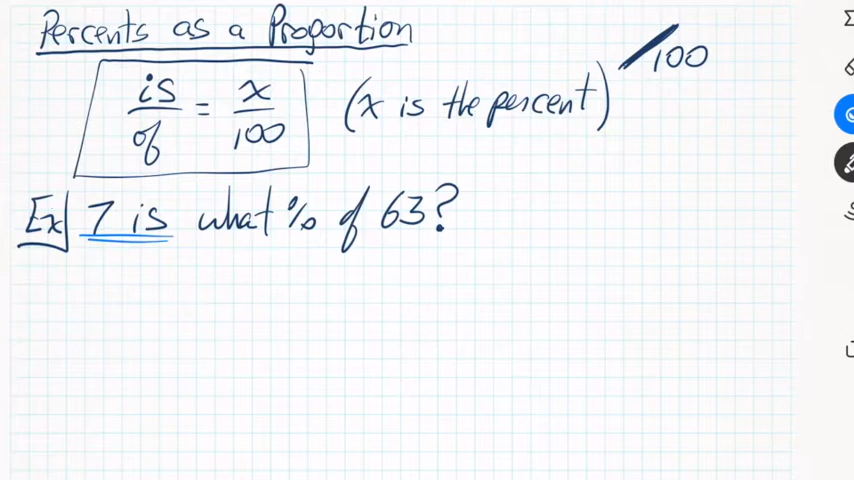 Percents as a Proportion
is/of = x/100 (x is the percent) /100
Ex 7 is what % of 63?